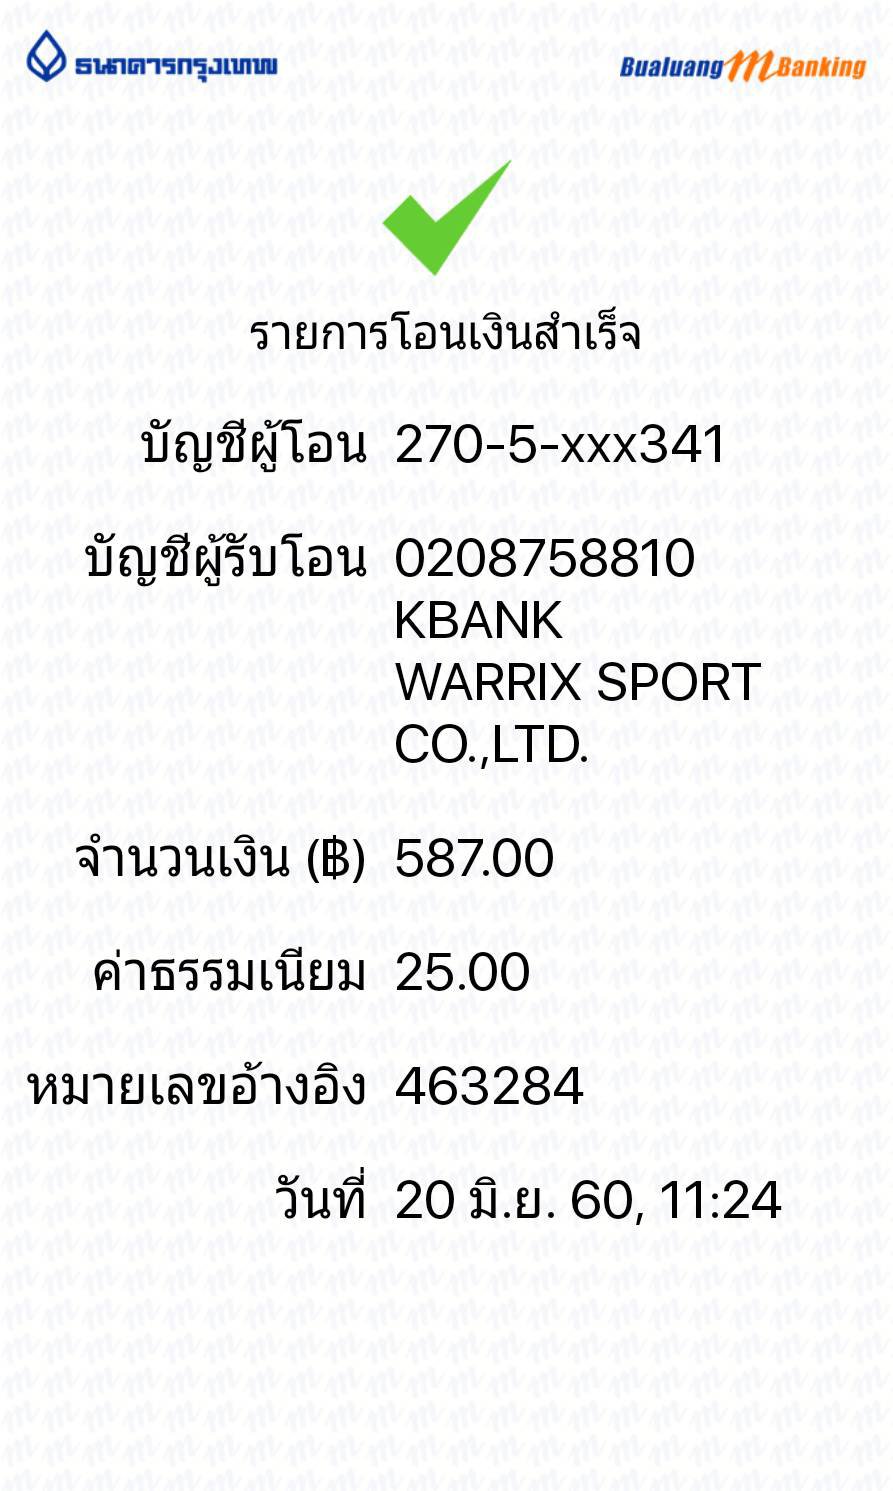 ธนาคารกรุงเทพ
Bualuang mBanking
รายการโอนเงินสำเร็จ
บัญชีผู้โอน 270-5-xxx341
บัญชีผู้รับโอน 0208758810
KBANK
WARRIX SPORT
CO.,LTD.
จำนวนเงิน (฿) 587.00
ค่าธรรมเนียม 25.00
หมายเลขอ้างอิง 463284
วันที่ 20 มิ.ย. 60, 11:24